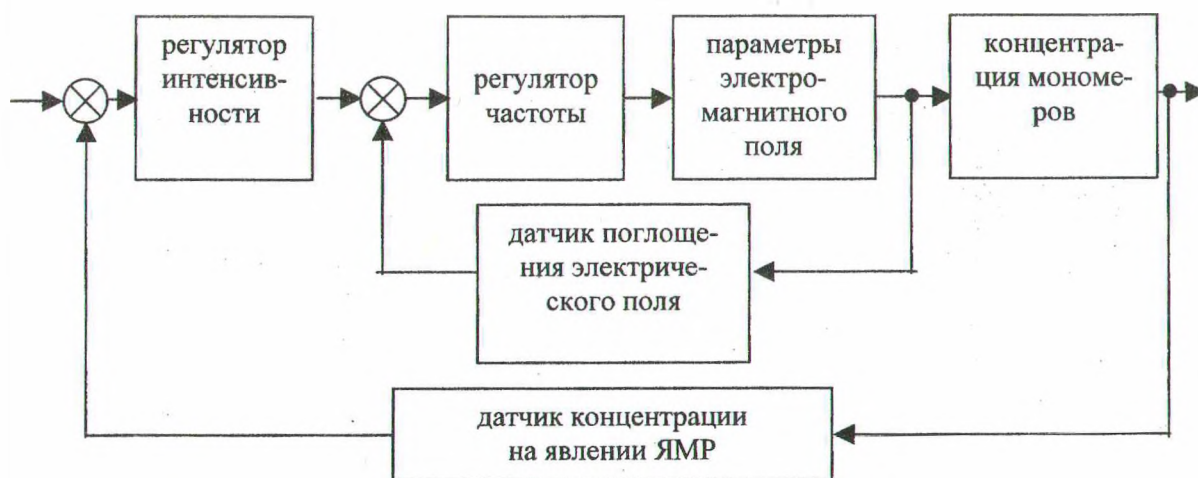 регулятор
интенсив-
ности
регулятор
частоты
параметры
электро-
магнитного
поля
концентра-
ция мономе-
ров
датчик поглоще-
ния электриче-
ского поля
датчик концентрации
на явлении ЯМР